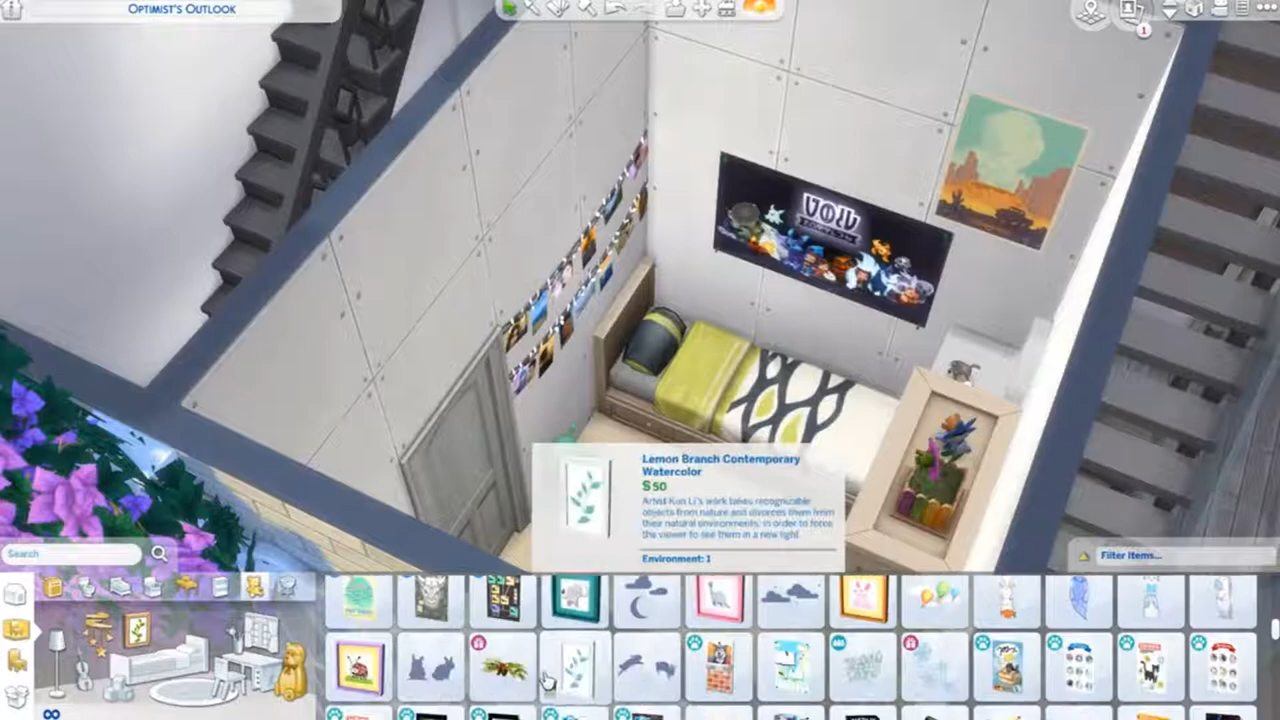 OPTIMIST'S OUTLOOK
1
Lemon Branch Contemporary
Watercolor
$50
Artist Kun Li's work takes recognizable
objects from nature and divorces them from
their natural environments, in order to force
the viewer to see them in a new light.
Environment: 1
Search
Filter Items...